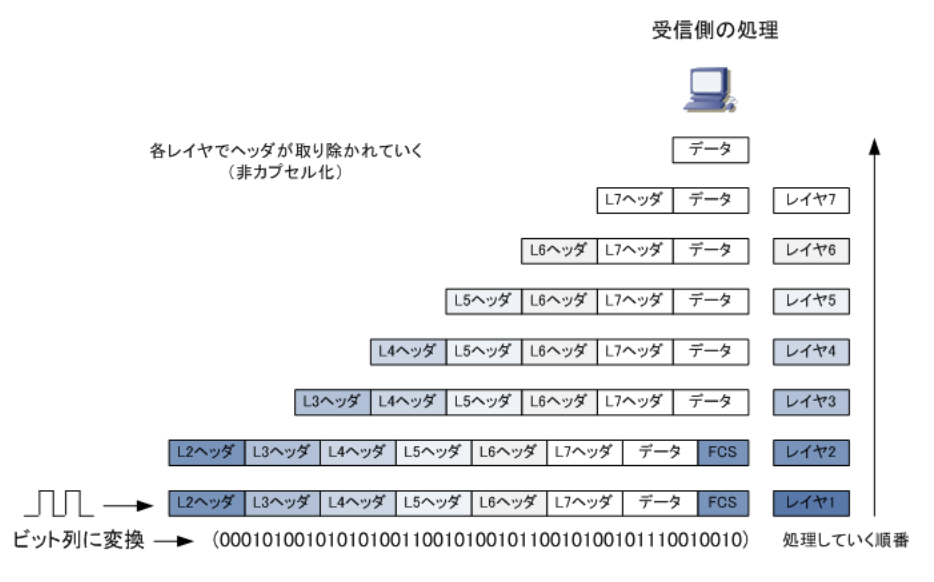 受信側の処理
各レイヤでヘッダが取り除かれていく
（非カプセル化）
データ
L7ヘッダ データ レイヤ7
L6ヘッダ L7ヘッダ データ レイヤ6
L5ヘッダ L6ヘッダ L7ヘッダ データ レイヤ5
L4ヘッダ L5ヘッダ L6ヘッダ L7ヘッダ データ レイヤ4
L3ヘッダ L4ヘッダ L5ヘッダ L6ヘッダ L7ヘッダ データ レイヤ3
L2ヘッダ L3ヘッダ L4ヘッダ L5ヘッダ L6ヘッダ L7ヘッダ データ FCS レイヤ2
L2ヘッダ L3ヘッダ L4ヘッダ L5ヘッダ L6ヘッダ L7ヘッダ データ FCS レイヤ1
ビット列に変換 (00010100101010100110010100101100101001011100100​10) 処理していく順番